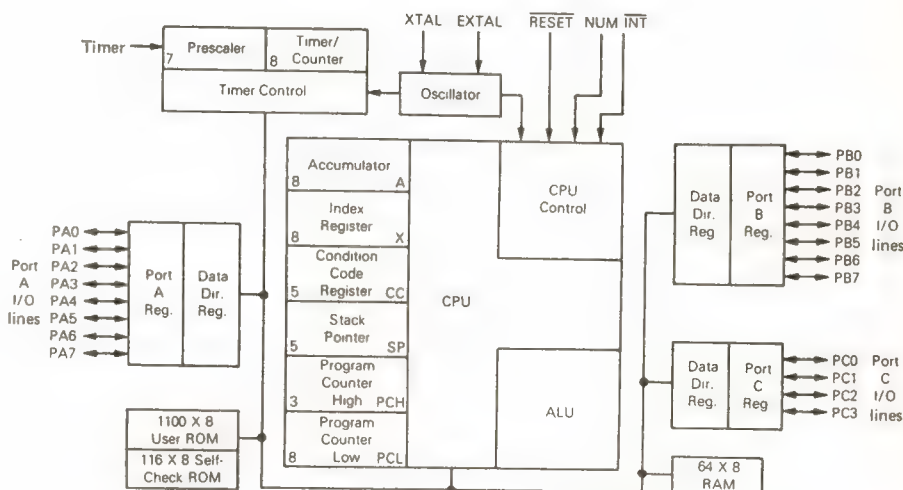 XTAL EXTAL RESET NUM INT
Timer
7 Prescaler
8 Timer/
Counter
Timer Control
Oscillator
8 Accumulator A
Index
Register
8 X
Condition
Code
5 Register CC
Stack
Pointer
5 SP
Program
Counter
3 High PCH
Program
Counter
8 Low PCL
CPU
CPU
Control
ALU
Port
A
I/O
lines
PA0
PA1
PA2
PA3
PA4
PA5
PA6
PA7
Port
A
Reg.
Data
Dir.
Reg.
1100 X 8
User ROM
116 X 8 Self-
Check ROM
Data
Dir.
Reg
Port
B
Reg.
PB0
PB1
PB2
PB3
PB4
PB5
PB6
PB7
Port
B
I/O
lines
Data
Dir.
Reg.
Port
C
Reg
PC0
PC1
PC2
PC3
Port
C
I/O
lines
64 X 8
RAM